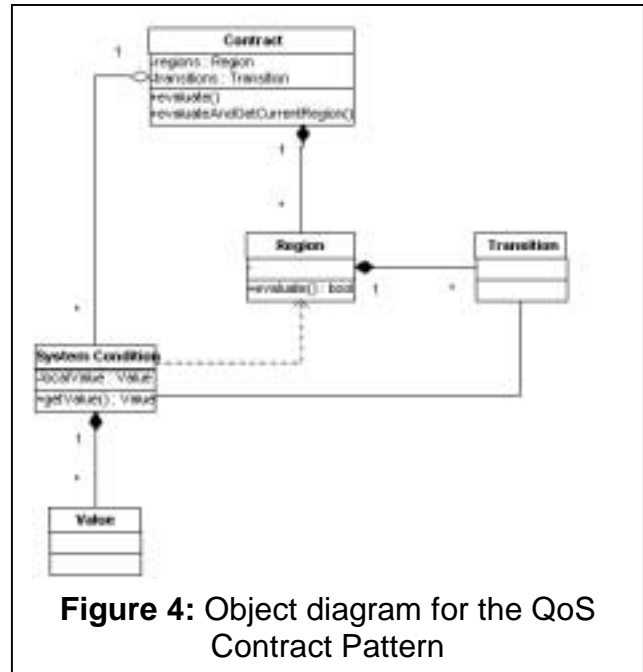 Contract
-regions : Region
-transitions : Transition
+evaluate()
+evaluateAndGetCurrentRegion()
1
1
*
Region
+evaluate() : bool
1
*
Transition
*
System Condition
-localValue : Value
+getValue() : Value
1
*
Value
Figure 4: Object diagram for the QoS
Contract Pattern